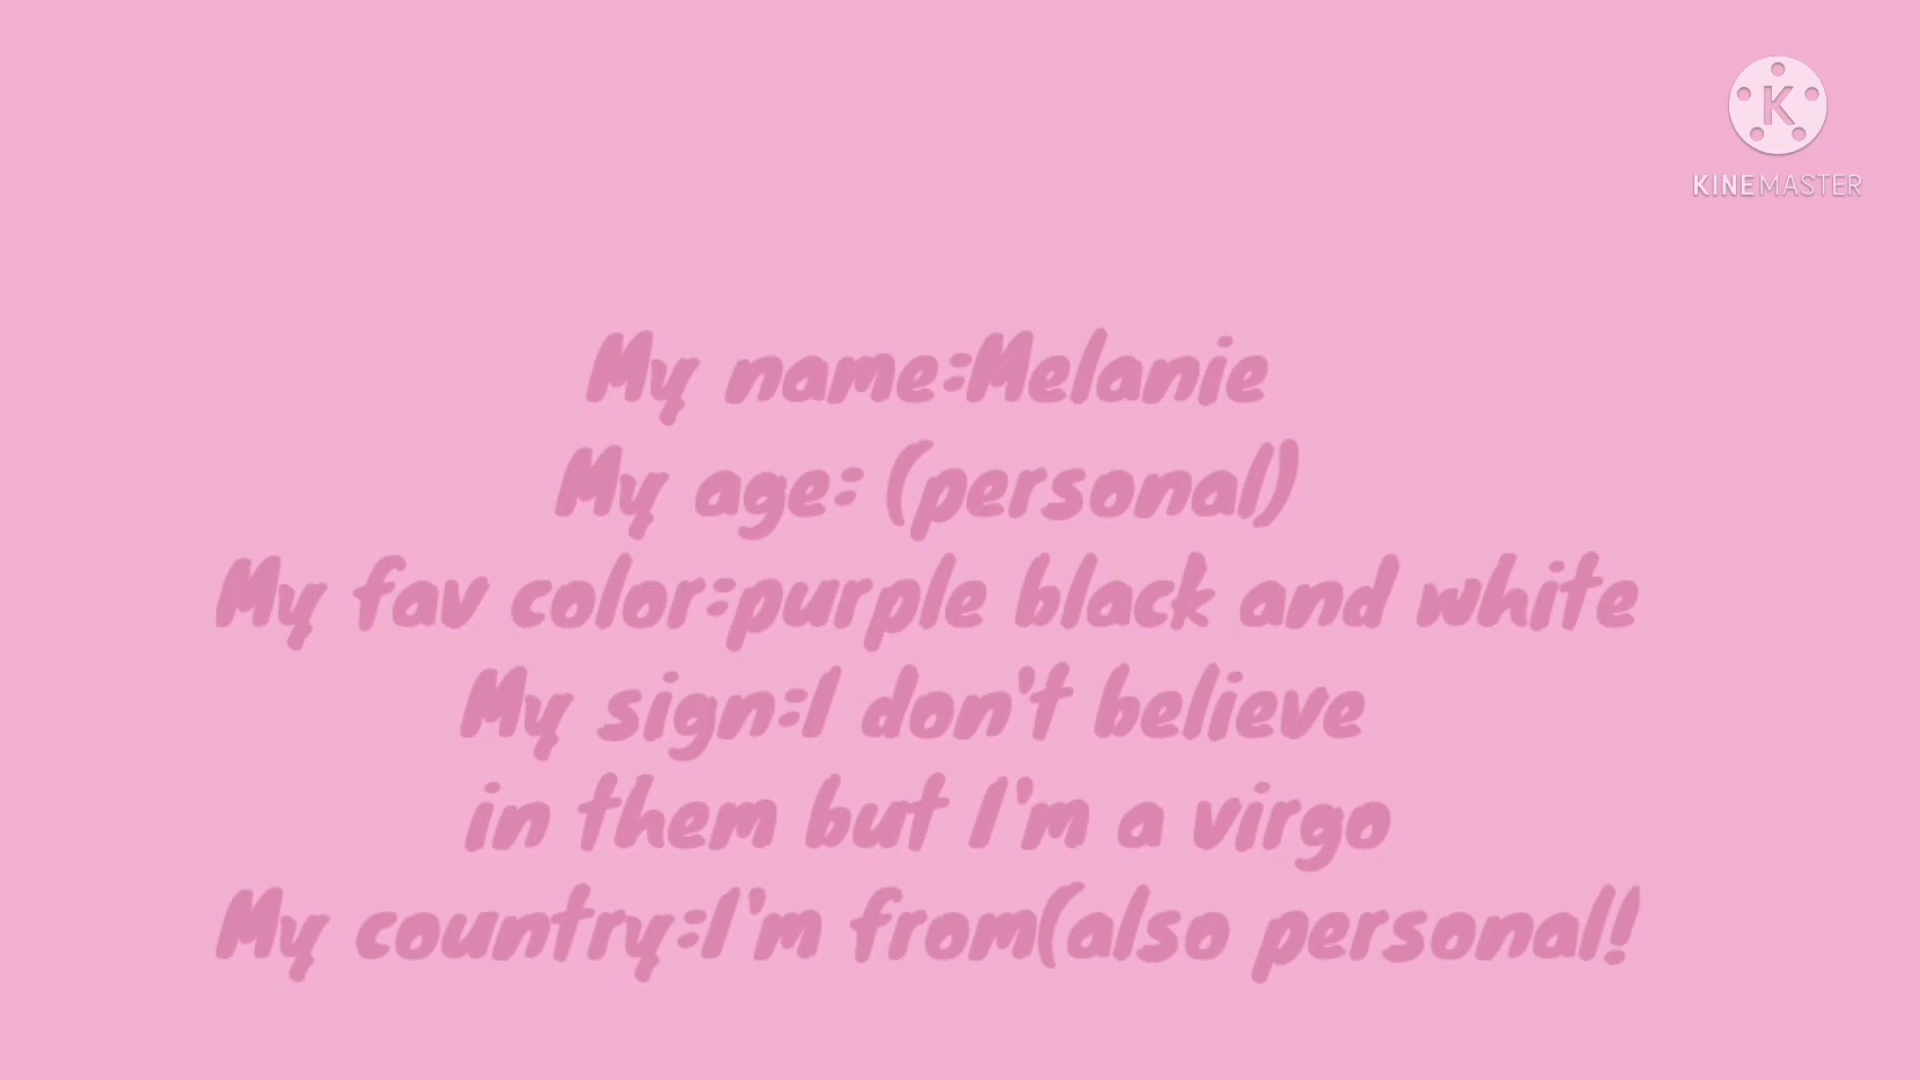 K
KINEMASTER
My name:Melanie
My age: (personal)
My fav color:purple black and white
My sign:I don't believe
in them but I'm a virgo
My country:I'm from(also personal!